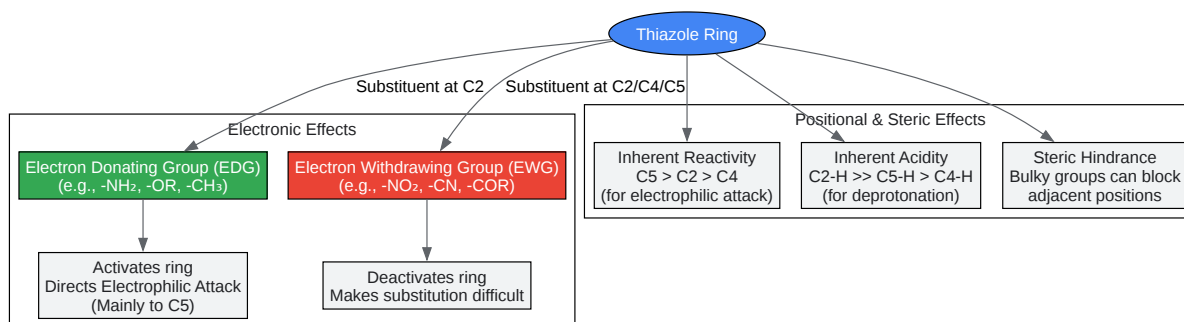 Thiazole Ring
Substituent at C2
Substituent at C2/C4/C5
Electronic Effects
Electron Donating Group (EDG)
(e.g., -NH₂, -OR, -CH₃)
Electron Withdrawing Group (EWG)
(e.g., -NO₂, -CN, -COR)
Activates ring
Directs Electrophilic Attack
(Mainly to C5)
Deactivates ring
Makes substitution difficult
Positional & Steric Effects
Inherent Reactivity
C5 > C2 > C4
(for electrophilic attack)
Inherent Acidity
C2-H >> C5-H > C4-H
(for deprotonation)
Steric Hindrance
Bulky groups can block
adjacent positions